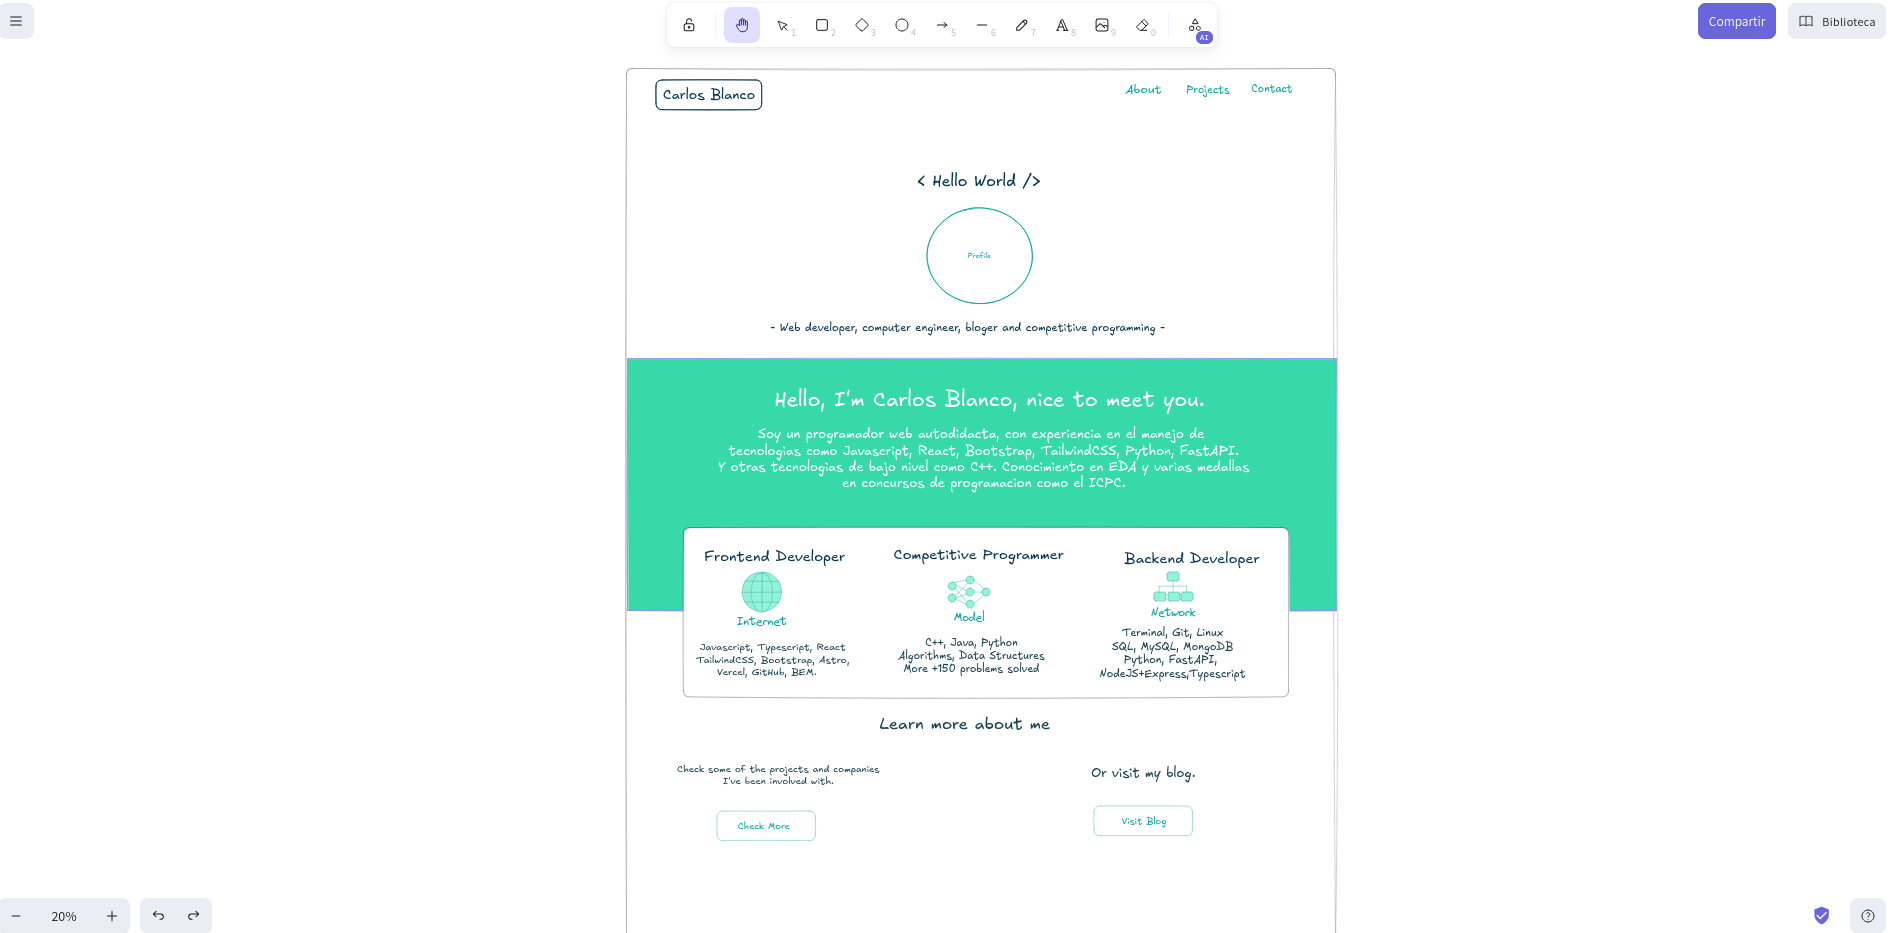 1 2 3 4 5 6 7 8 9 0 AI
Compartir
Biblioteca
Carlos Blanco
About Projects Contact
< Hello World />
Profile
- Web developer, computer engineer, bloger and competitive programming -
Hello, I'm Carlos Blanco, nice to meet you.
Soy un programador web autodidacta, con experiencia en el manejo de
tecnologias como Javascript, React, Bootstrap, TailwindCSS, Python, FastAPI.
Y otras tecnologias de bajo nivel como C++. Conocimiento en EDA y varias medallas
en concursos de programacion como el ICPC.
Frontend Developer
Internet
Javascript, Typescript, React
TailwindCSS, Bootstrap, Astro,
Vercel, GitHub, BEM.
Competitive Programmer
Model
C++, Java, Python
Algorithms, Data Structures
More +150 problems solved
Backend Developer
Network
Terminal, Git, Linux
SQL, MySQL, MongoDB
Python, FastAPI,
NodeJS+Express,Typescript
Learn more about me
Check some of the projects and companies
I've been involved with.
Check More
Or visit my blog.
Visit Blog
20%